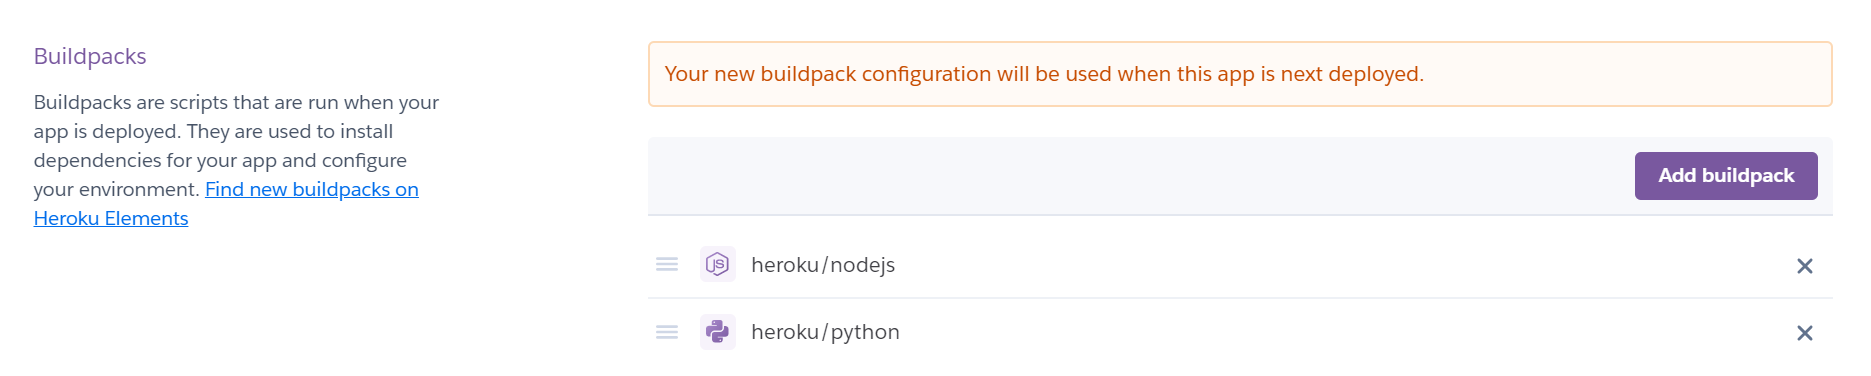 Buildpacks
Buildpacks are scripts that are run when your
app is deployed. They are used to install
dependencies for your app and configure
your environment. Find new buildpacks on
Heroku Elements
Your new buildpack configuration will be used when this app is next deployed.
Add buildpack
JS heroku/nodejs
heroku/python